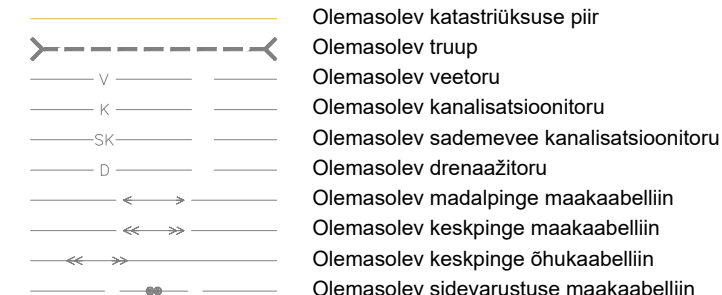 Olemasolev katastriüksuse piir
Olemasolev truup
V Olemasolev veetoru
K Olemasolev kanalisatsioonitoru
SK Olemasolev sademevee kanalisatsioonitoru
D Olemasolev drenaažitoru
Olemasolev madalpinge maakaabelliin
Olemasolev keskpinge maakaabelliin
Olemasolev keskpinge õhukaabelliin
Olemasolev sidevarustuse maakaabelliin